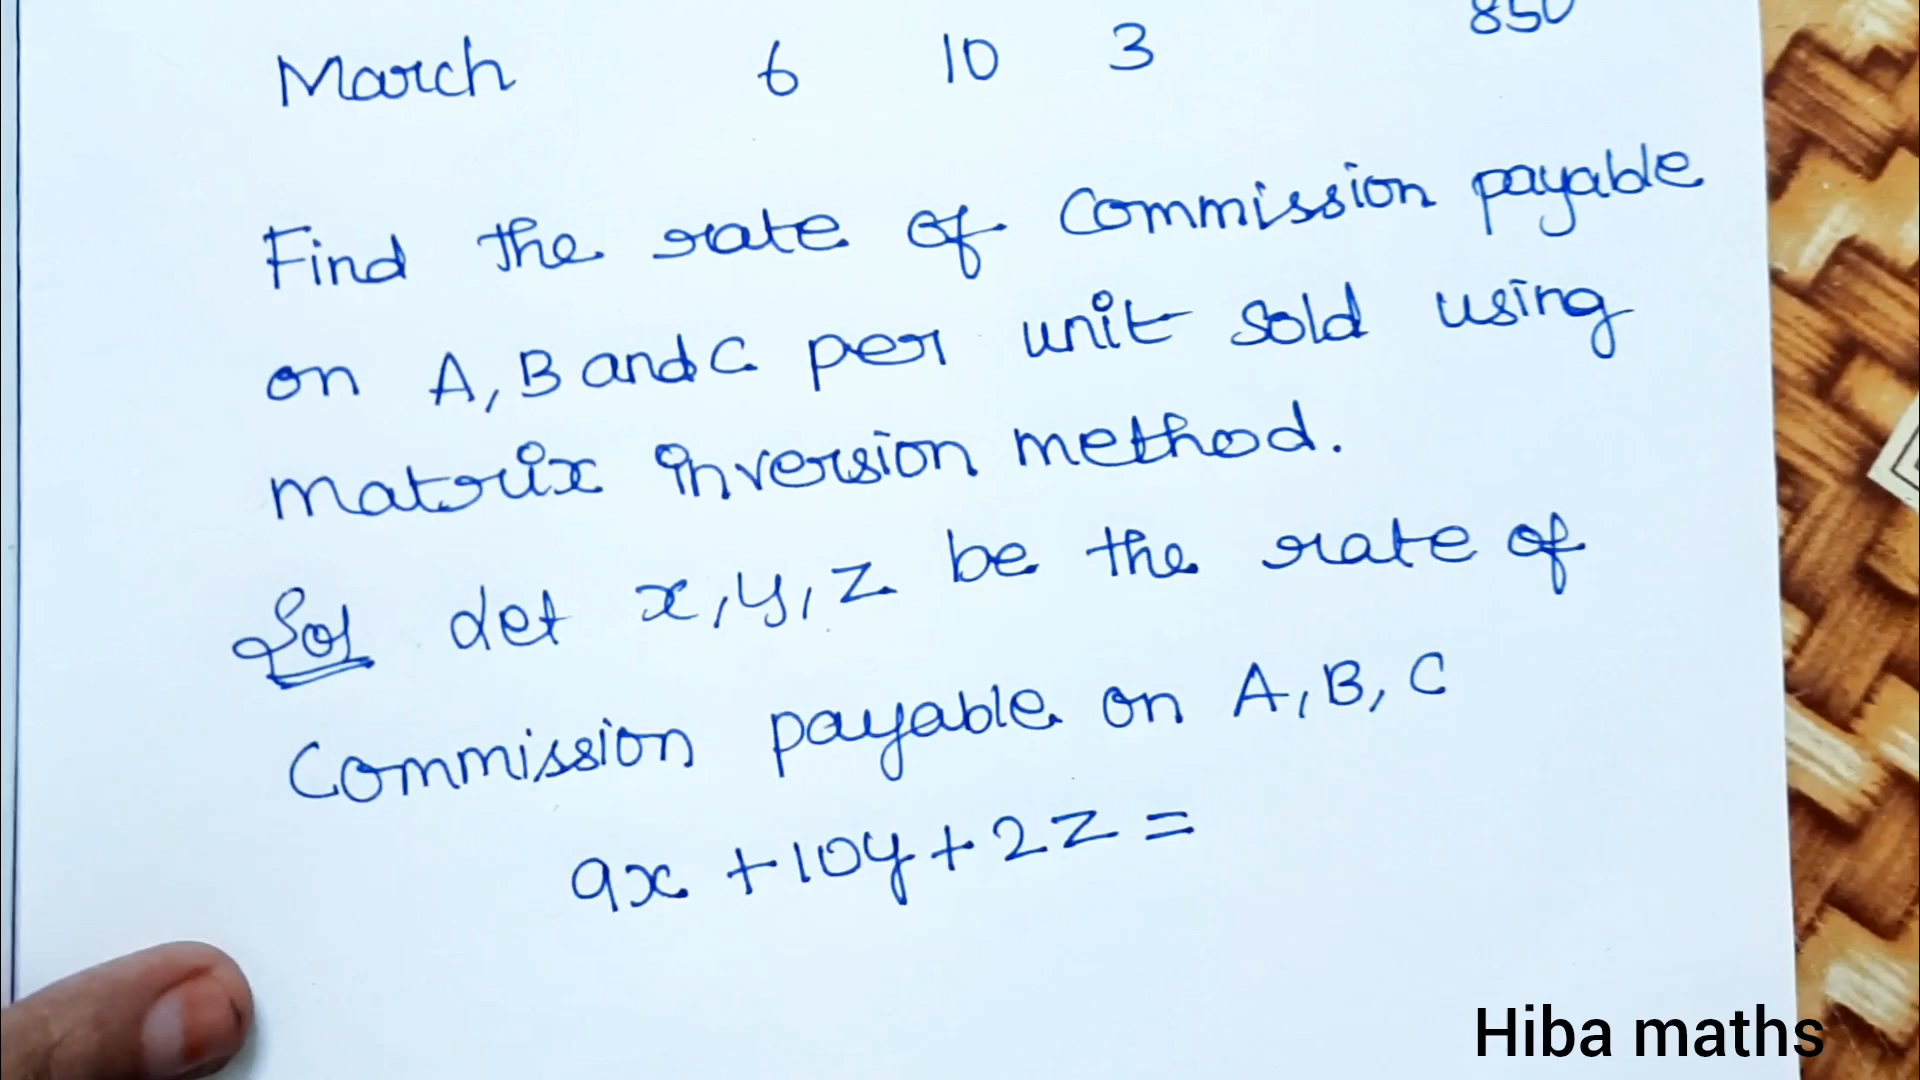 March 6 10 3 850
Find the rate of Commission payable
on A, B and C per unit sold using
matrix inversion method.
Sol Let x, y, z be the rate of
Commission payable on A, B, C
9x + 10y + 2z =
Hiba maths